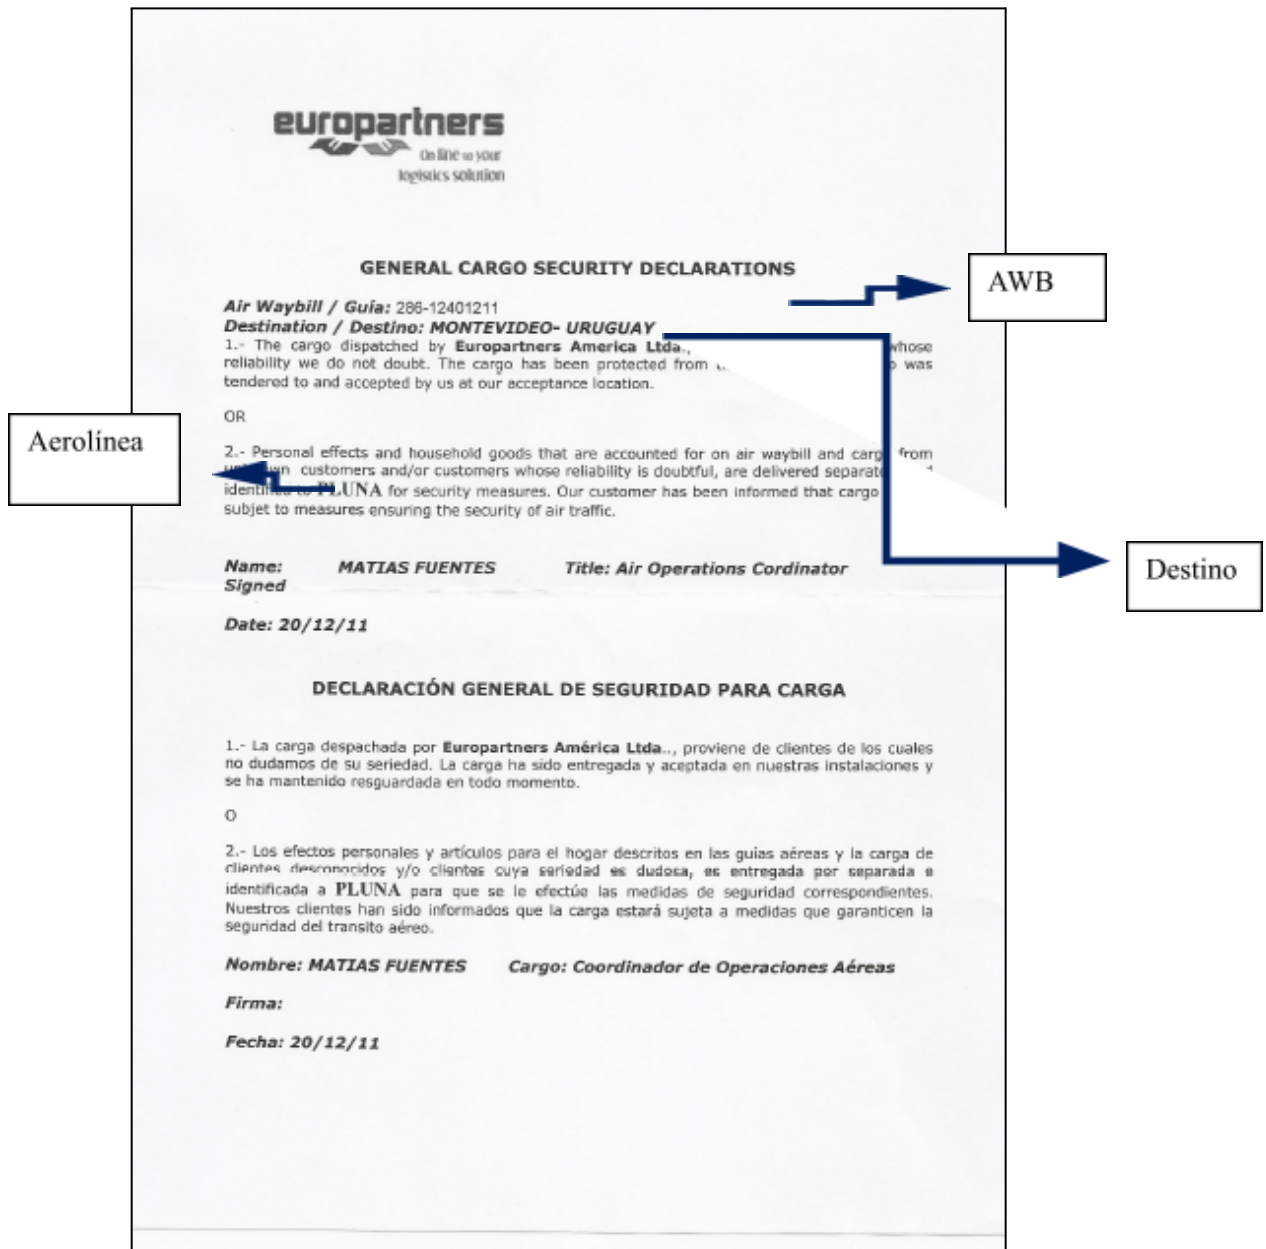 europartners
On line to your
logistics solution
GENERAL CARGO SECURITY DECLARATIONS
AWB
Air Waybill / Guía: 286-12401211
Destination / Destino: MONTEVIDEO- URUGUAY
1.- The cargo dispatched by Europartners America Ltda., whose
reliability we do not doubt. The cargo has been protected from was
tendered to and accepted by us at our acceptance location.
OR
Aerolínea
2.- Personal effects and household goods that are accounted for on air waybill and from
customers and/or customers whose reliability is doubtful, are delivered
to PLUNA for security measures. Our customer has been informed that cargo
subjet to measures ensuring the security of air traffic.
Destino
Name: MATIAS FUENTES Title: Air Operations Cordinator
Signed
Date: 20/12/11
DECLARACIÓN GENERAL DE SEGURIDAD PARA CARGA
1.- La carga despachada por Europartners América Ltda.., proviene de clientes de los cuales
no dudamos de su seriedad. La carga ha sido entregada y aceptada en nuestras instalaciones y
se ha mantenido resguardada en todo momento.
O
2.- Los efectos personales y artículos para el hogar descritos en las guías aéreas y la carga de
clientes desconocidos y/o clientes cuya seriedad es dudosa, es entregada por separada e
identificada a PLUNA para que se le efectúe las medidas de seguridad correspondientes.
Nuestros clientes han sido informados que la carga estará sujeta a medidas que garanticen la
seguridad del transito aéreo.
Nombre: MATIAS FUENTES Cargo: Coordinador de Operaciones Aéreas
Firma:
Fecha: 20/12/11